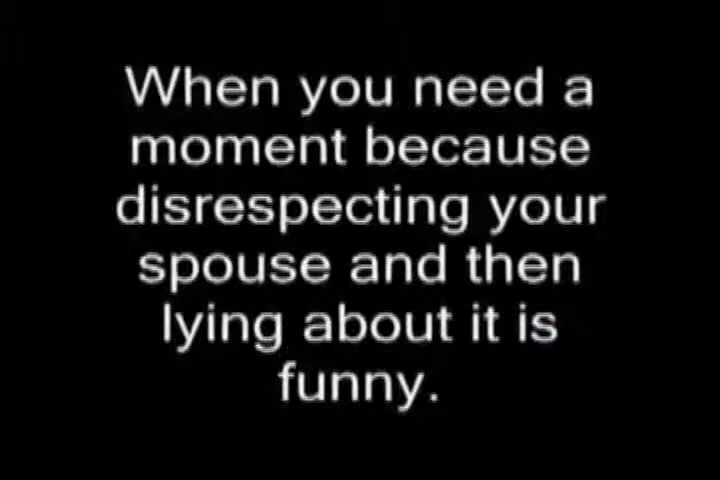 When you need a
moment because
disrespecting your
spouse and then
lying about it is
funny.